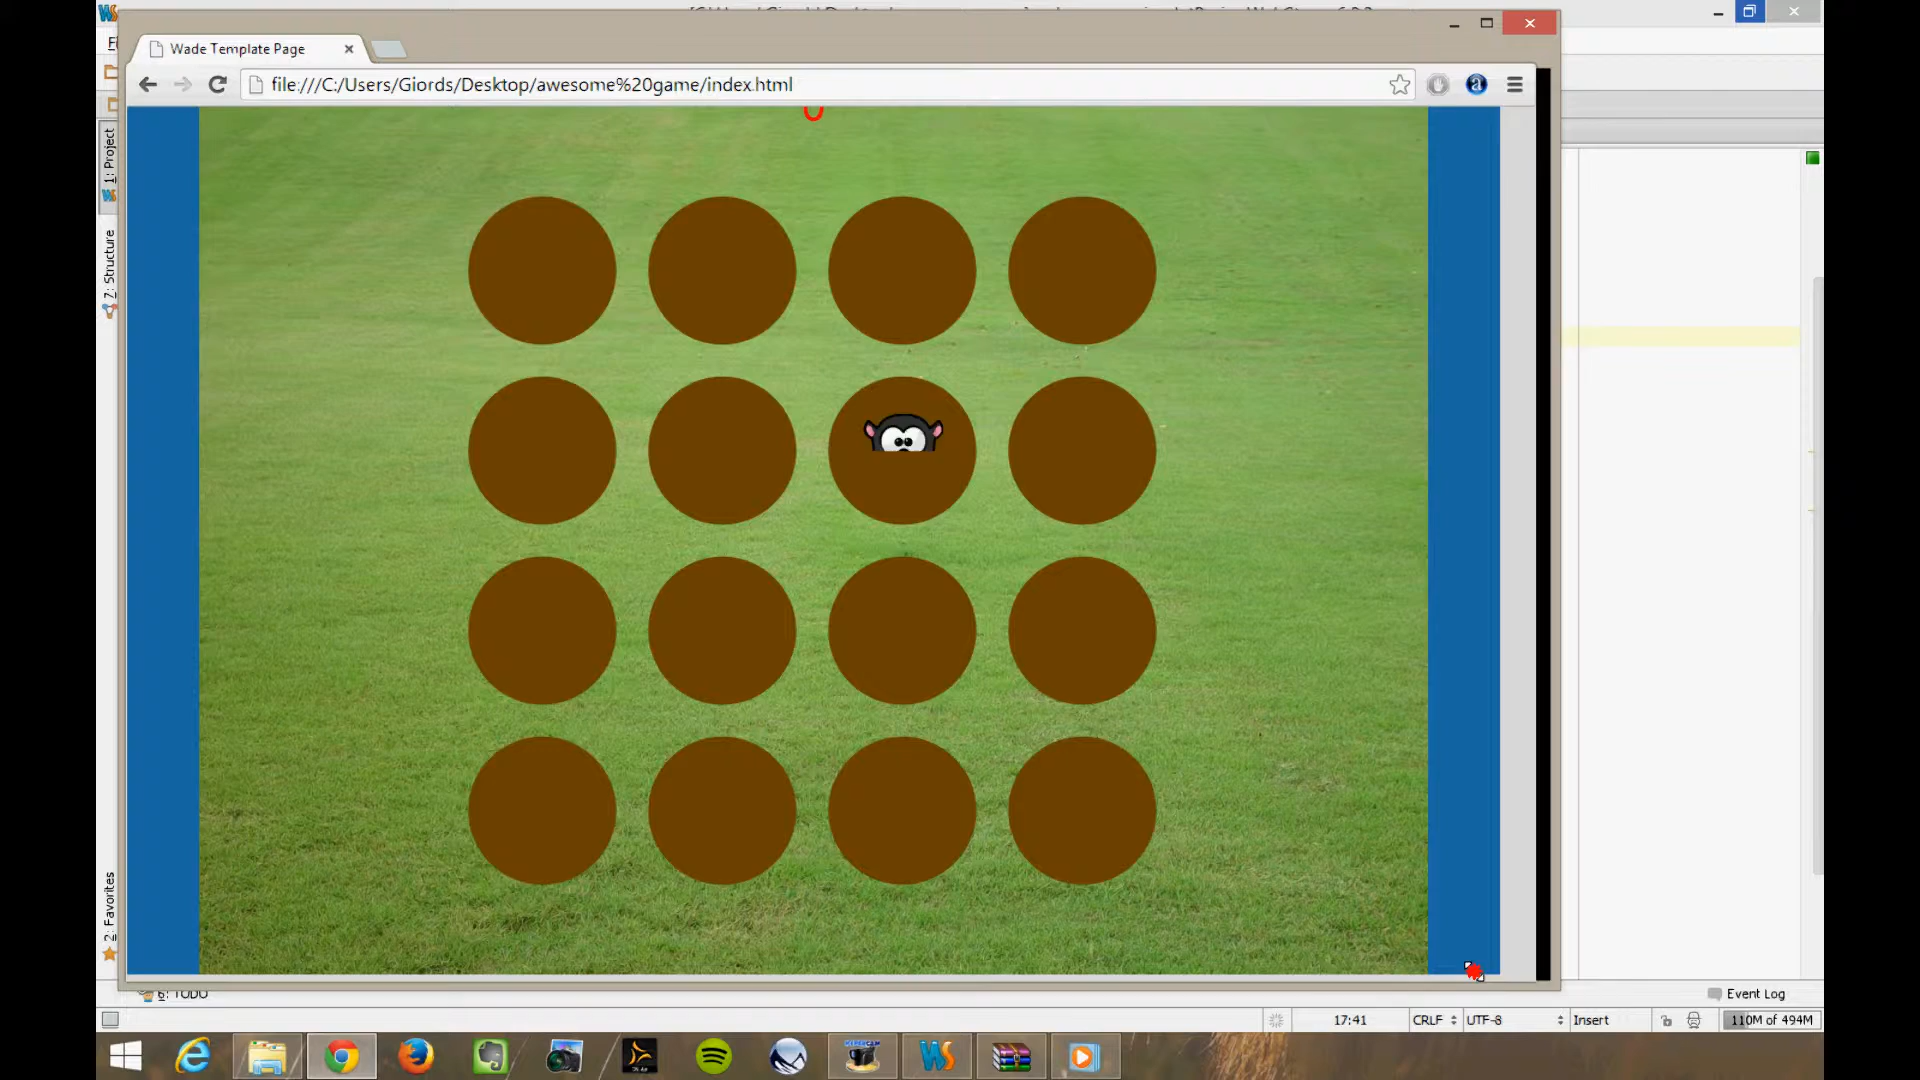 Wade Template Page
file:///C:/Users/Giords/Desktop/awesome%20game/index.html
1: Project
7: Structure
2: Favorites
6: TODO
Event Log
17:41
CRLF
UTF-8
Insert
110M of 494M
HYPERCAM